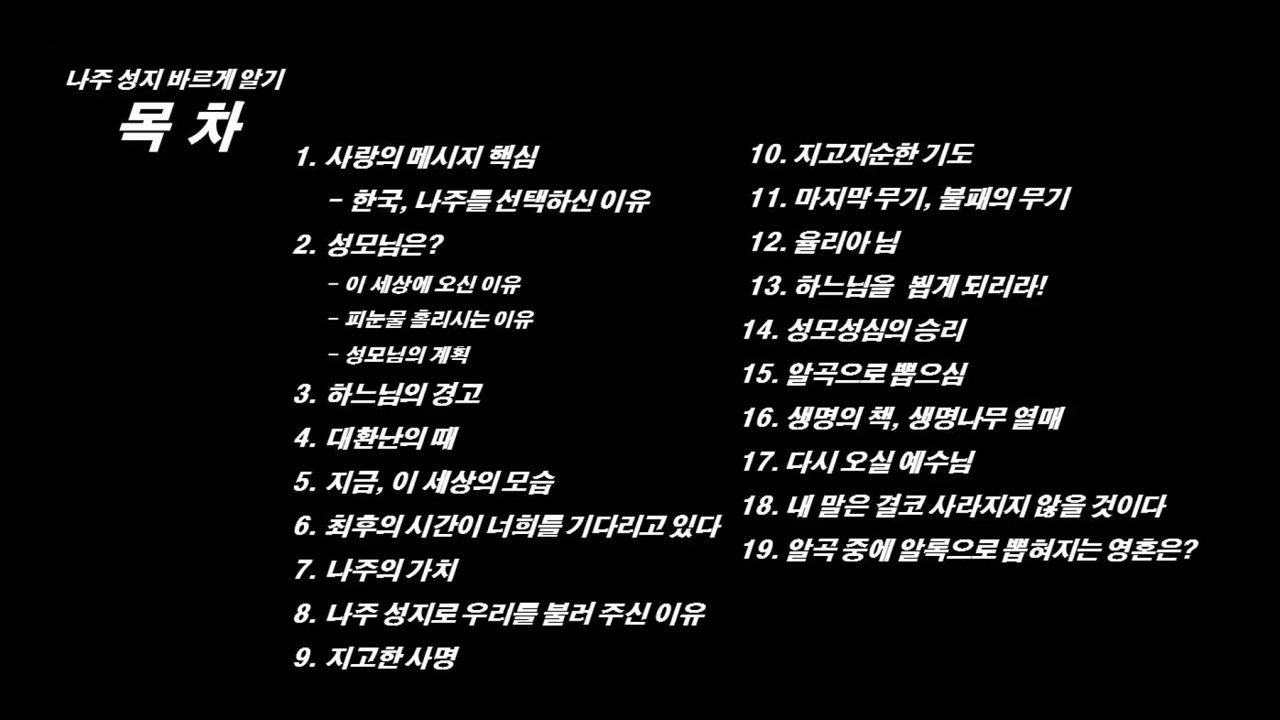 나주 성지 바르게 알기
목 차
1. 사랑의 메시지 핵심
- 한국, 나주를 선택하신 이유
2. 성모님은?
- 이 세상에 오신 이유
- 피눈물 흘리시는 이유
- 성모님의 계획
3. 하느님의 경고
4. 대환난의 때
5. 지금, 이 세상의 모습
6. 최후의 시간이 너희를 기다리고 있다
7. 나주의 가치
8. 나주 성지로 우리를 불러 주신 이유
9. 지고한 사명
10. 지고지순한 기도
11. 마지막 무기, 불패의 무기
12. 율리아 님
13. 하느님을 뵙게 되리라!
14. 성모성심의 승리
15. 알곡으로 뽑으심
16. 생명의 책, 생명나무 열매
17. 다시 오실 예수님
18. 내 말은 결코 사라지지 않을 것이다
19. 알곡 중에 알록으로 뽑혀지는 영혼은?